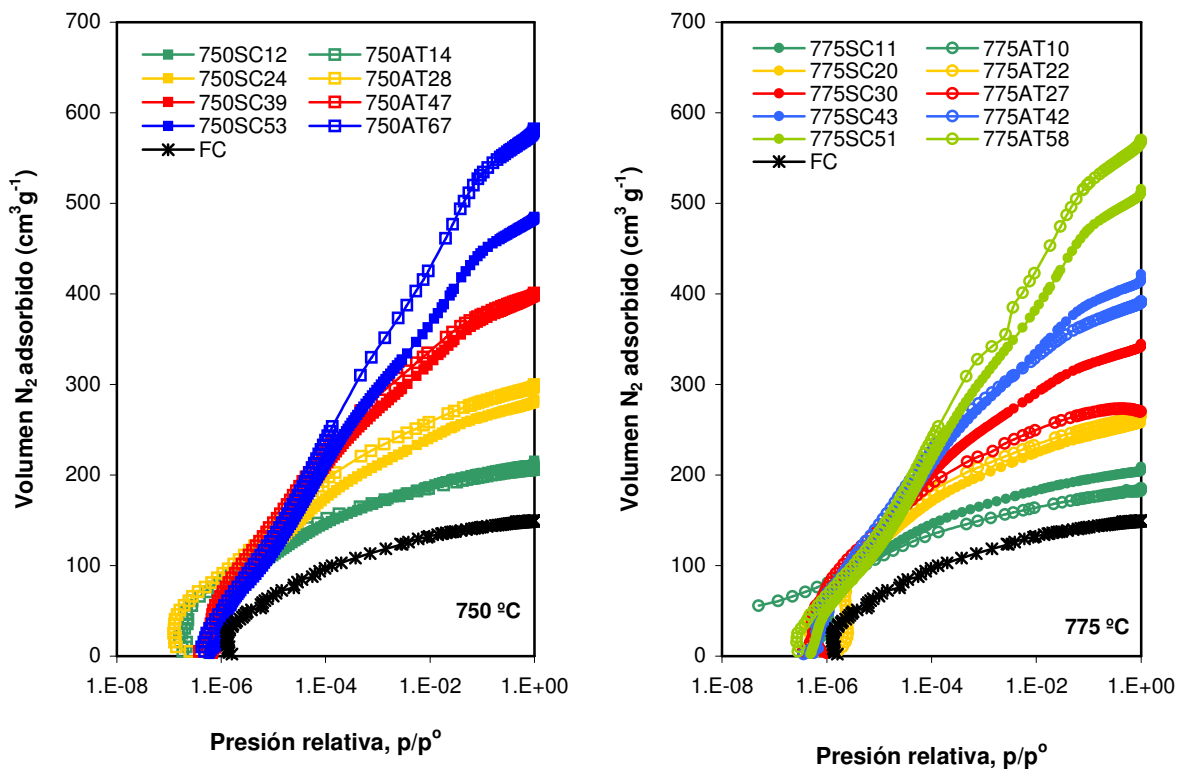 Volumen N2 adsorbido (cm3 g-1)
700
600
500
400
300
200
100
0
750SC12
750AT14
750SC24
750AT28
750SC39
750AT47
750SC53
750AT67
FC
750 ºC
1.E-08
1.E-06
1.E-04
1.E-02
1.E+00
Presión relativa, p/po
Volumen N2 adsorbido (cm3 g-1)
700
600
500
400
300
200
100
0
775SC11
775AT10
775SC20
775AT22
775SC30
775AT27
775SC43
775AT42
775SC51
775AT58
FC
775 ºC
1.E-08
1.E-06
1.E-04
1.E-02
1.E+00
Presión relativa, p/po